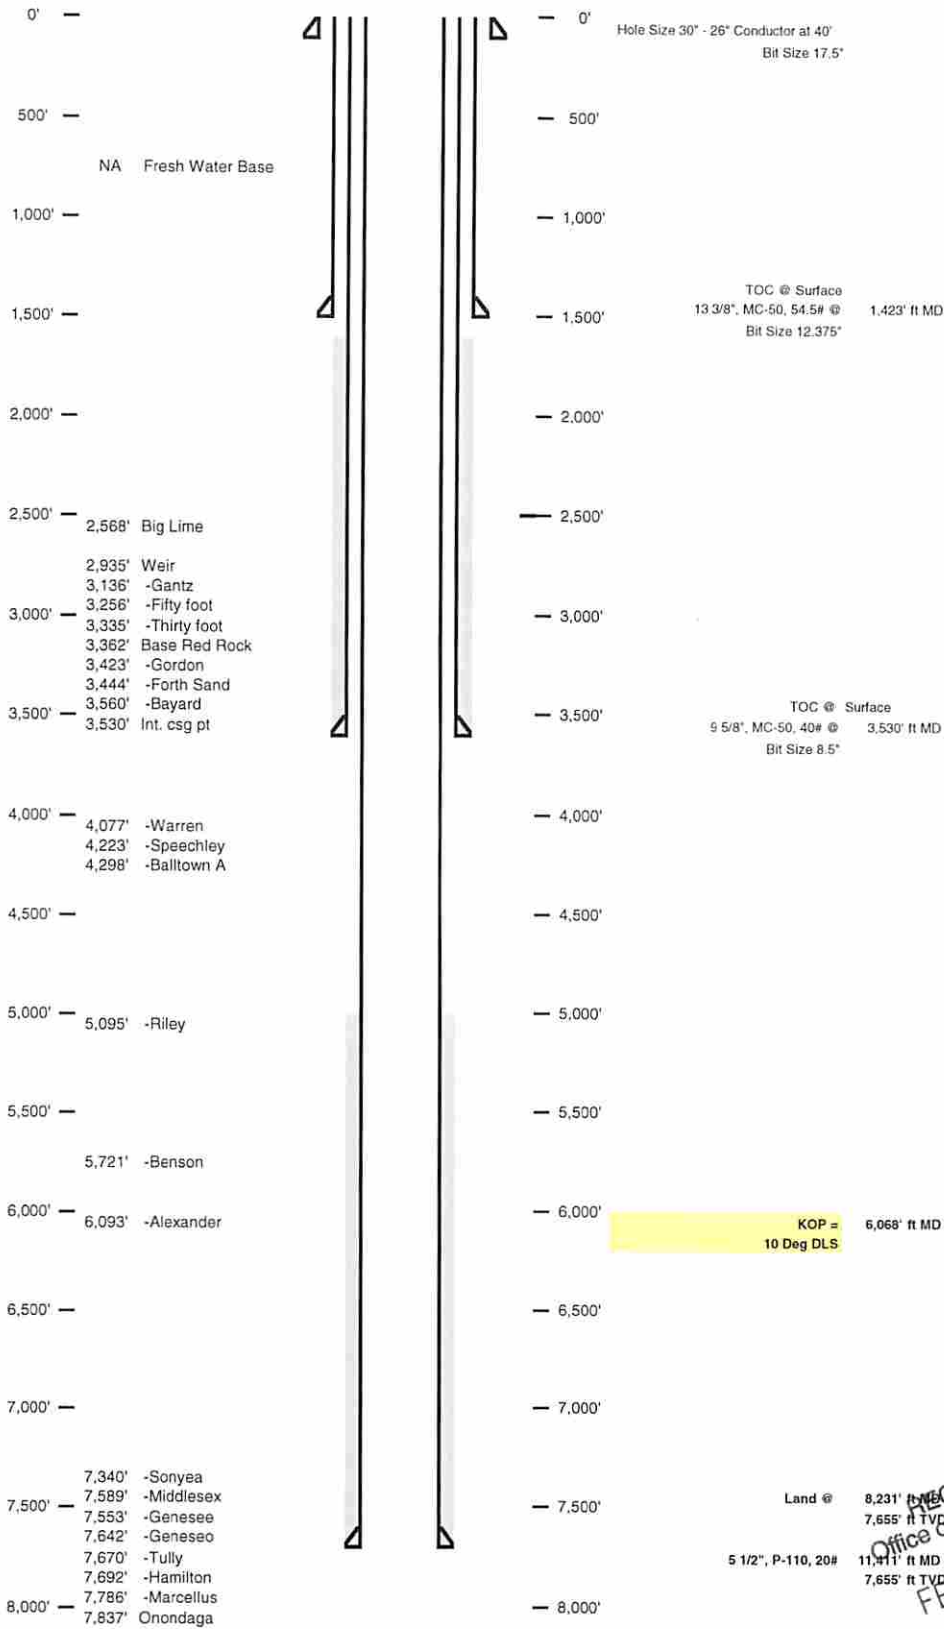 0'
0'
Hole Size 30" - 26" Conductor at 40'
Bit Size 17.5"
500'
500'
NA Fresh Water Base
1,000'
1,000'
TOC @ Surface
1,500'
1,500'
13 3/8", MC-50, 54.5# @ 1,423' ft MD
Bit Size 12.375"
2,000'
2,000'
2,500'
2,500'
2,568' Big Lime
2,935' Weir
3,136' -Gantz
3,256' -Fifty foot
3,000'
3,000'
3,335' -Thirty foot
3,362' Base Red Rock
3,423' -Gordon
3,444' -Forth Sand
3,560' -Bayard
TOC @ Surface
3,500'
3,500'
3,530' Int. csg pt
9 5/8", MC-50, 40# @ 3,530' ft MD
Bit Size 8.5"
4,000'
4,000'
4,077' -Warren
4,223' -Speechley
4,298' -Balltown A
4,500'
4,500'
5,000'
5,000'
5,095' -Riley
5,500'
5,500'
5,721' -Benson
6,000'
6,000'
6,093' -Alexander
KOP = 6,068' ft MD
10 Deg DLS
6,500'
6,500'
7,000'
7,000'
7,340' -Sonyea
7,589' -Middlesex
7,500'
7,500'
Land @ 8,231' ft MD
7,553' -Genesee
7,655' ft TVD
7,642' -Geneseo
Office
7,670' -Tully
5 1/2", P-110, 20# 11,411' ft MD
7,692' -Hamilton
7,655' ft TVD
7,786' -Marcellus
8,000'
8,000'
7,837' Onondaga